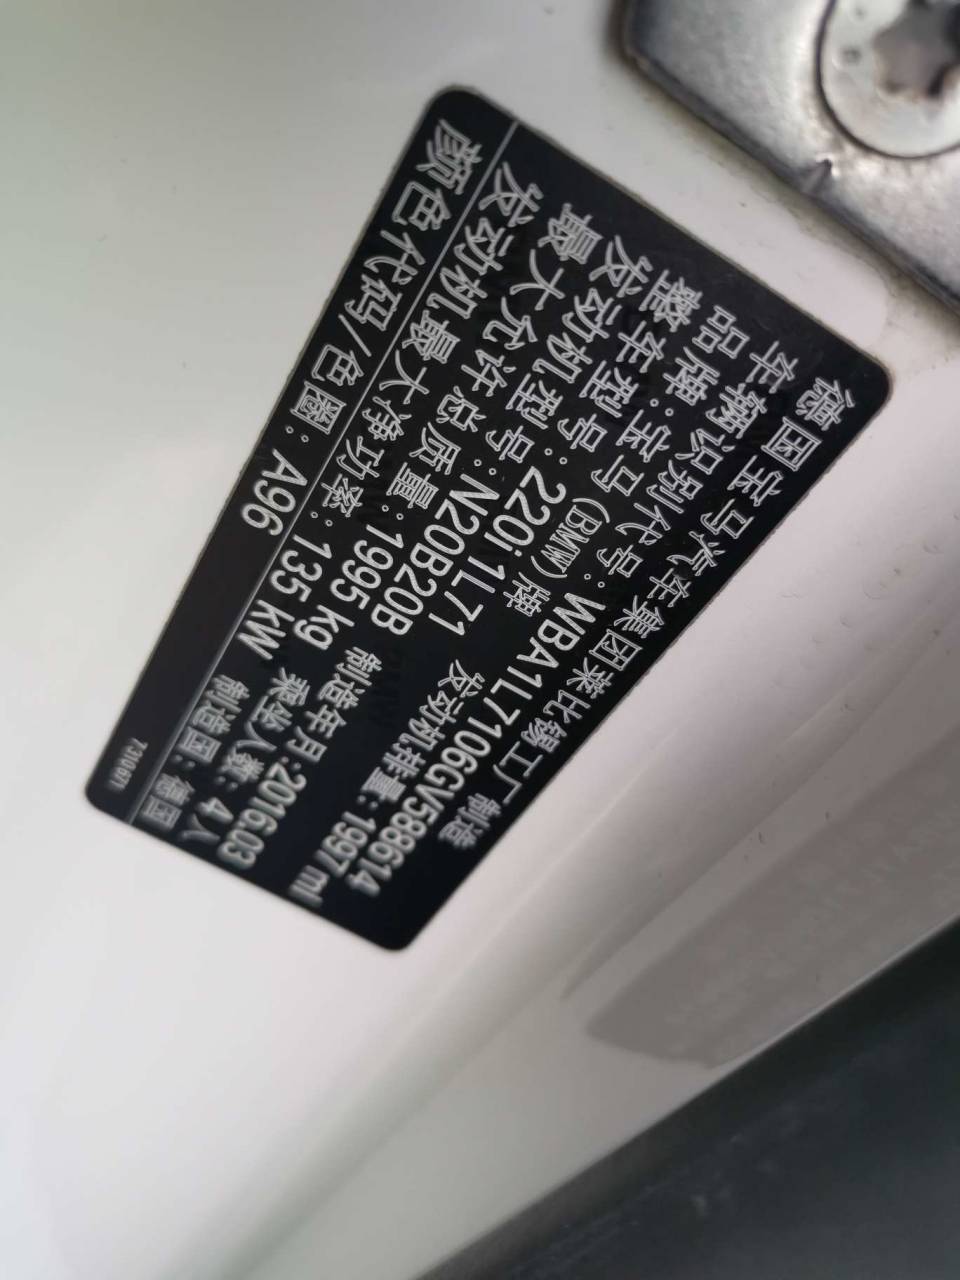 德国宝马汽车集团莱比锡工厂 制造
车辆识别代号: WBA1L7106GV588614
品牌: 宝马 (BMW) 牌
整车型号: 220i 1L71 发动机排量: 1997 ml
发动机型号: N20B20B
最大允许总质量: 1995 kg 制造年月: 2016.03
发动机最大净功率: 135 kW 乘坐人数: 4人
制造国: 德国
颜色代码/色圈: A96